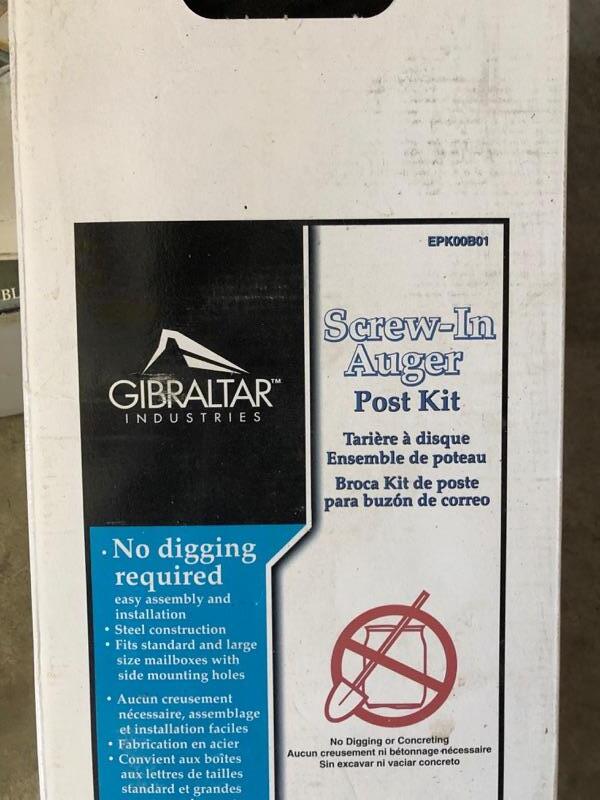 BL
EPK00B01
GIBRALTAR™
INDUSTRIES
Screw-In
Auger
Post Kit
Tarière à disque
Ensemble de poteau
Broca Kit de poste
para buzón de correo
· No digging
required
easy assembly and
installation
• Steel construction
• Fits standard and large
size mailboxes with
side mounting holes
• Aucun creusement
nécessaire, assemblage
et installation faciles
• Fabrication en acier
• Convient aux boîtes
aux lettres de tailles
standard et grandes
No Digging or Concreting
Aucun creusement ni bétonnage nécessaire
Sin excavar ni vaciar concreto